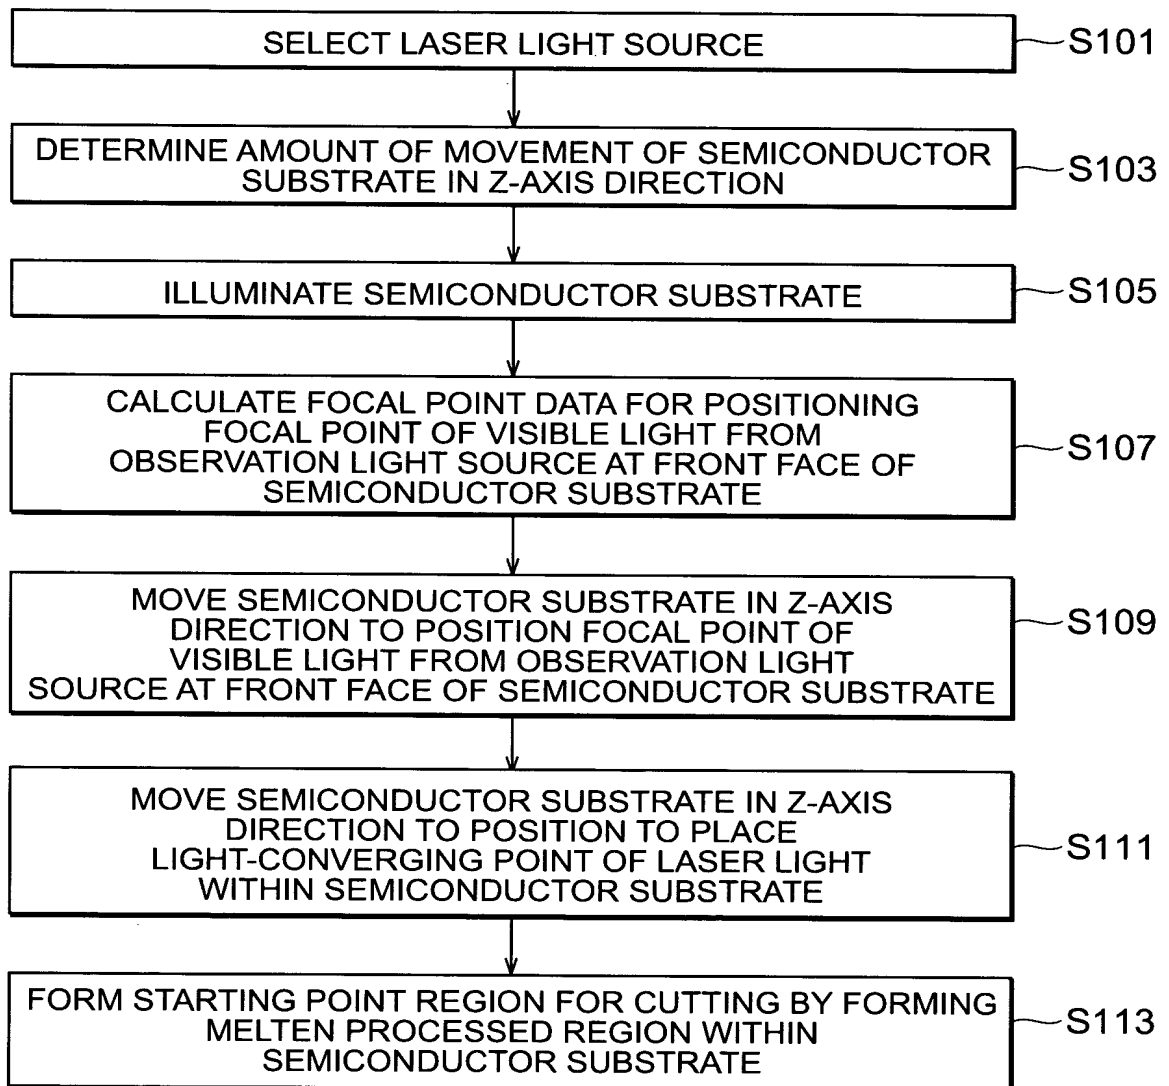 SELECT LASER LIGHT SOURCE
S101
DETERMINE AMOUNT OF MOVEMENT OF SEMICONDUCTOR
SUBSTRATE IN Z-AXIS DIRECTION
S103
ILLUMINATE SEMICONDUCTOR SUBSTRATE
S105
CALCULATE FOCAL POINT DATA FOR POSITIONING
FOCAL POINT OF VISIBLE LIGHT FROM
OBSERVATION LIGHT SOURCE AT FRONT FACE OF
SEMICONDUCTOR SUBSTRATE
S107
MOVE SEMICONDUCTOR SUBSTRATE IN Z-AXIS
DIRECTION TO POSITION FOCAL POINT OF
VISIBLE LIGHT FROM OBSERVATION LIGHT
SOURCE AT FRONT FACE OF SEMICONDUCTOR SUBSTRATE
S109
MOVE SEMICONDUCTOR SUBSTRATE IN Z-AXIS
DIRECTION TO POSITION TO PLACE
LIGHT-CONVERGING POINT OF LASER LIGHT
WITHIN SEMICONDUCTOR SUBSTRATE
S111
FORM STARTING POINT REGION FOR CUTTING BY FORMING
MELTEN PROCESSED REGION WITHIN
SEMICONDUCTOR SUBSTRATE
S113